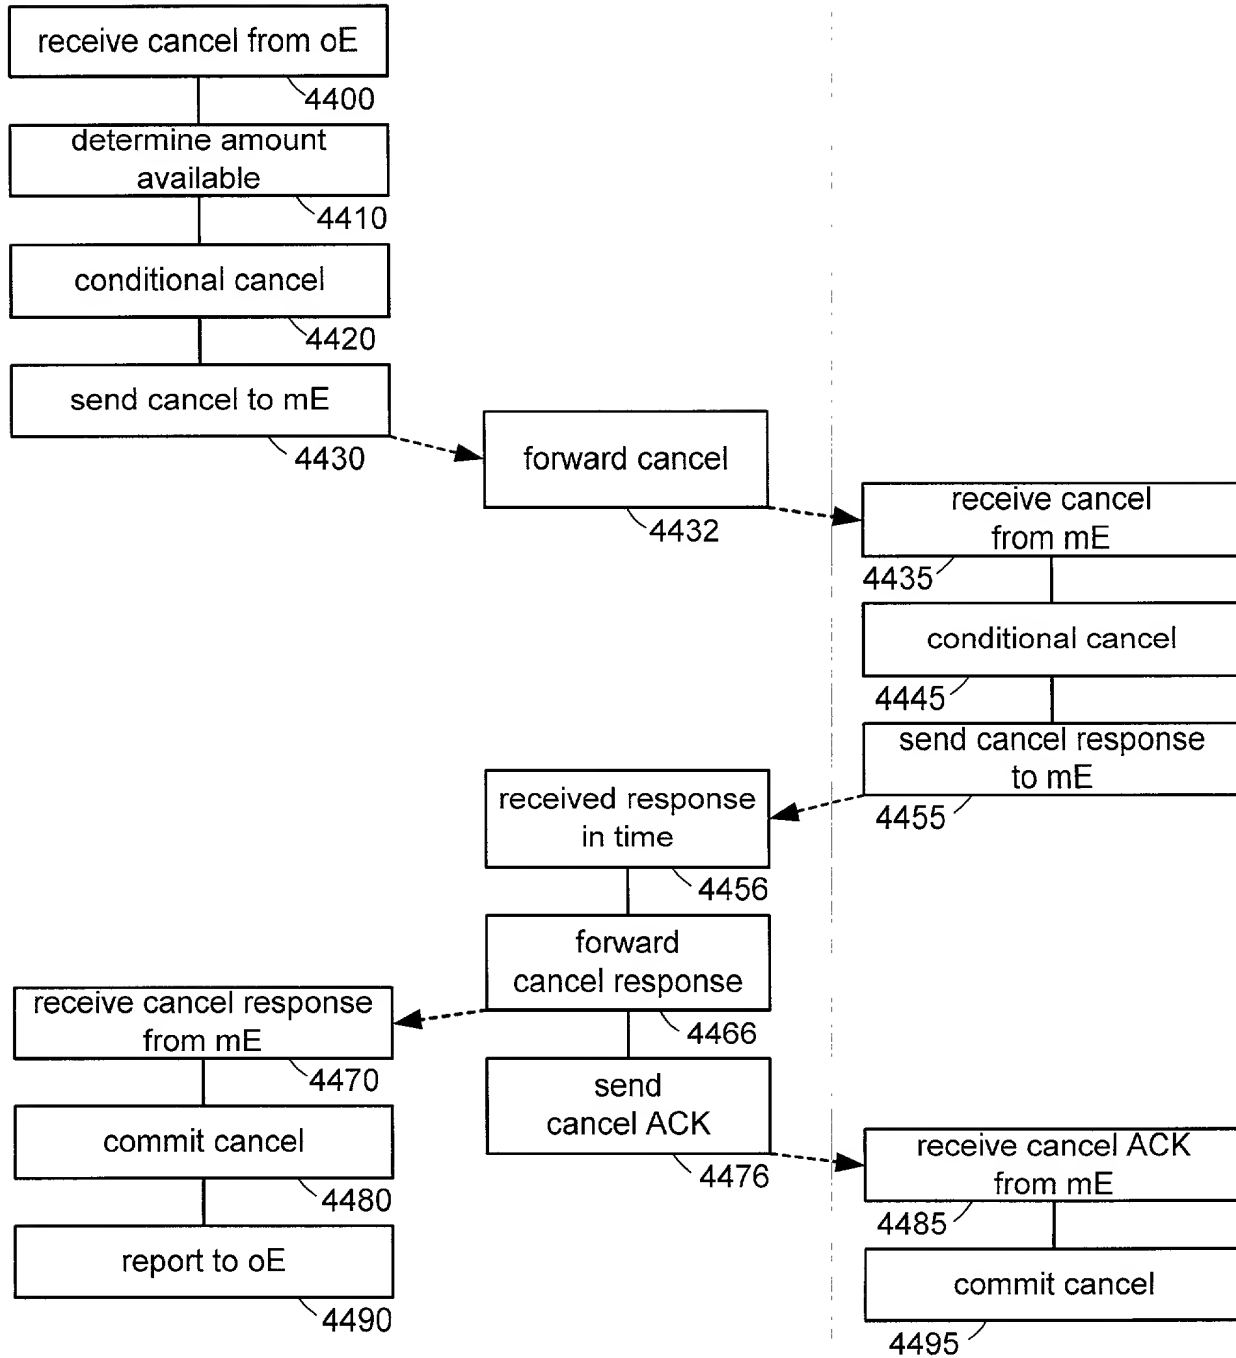 receive cancel from oE
4400
determine amount
available
4410
conditional cancel
4420
send cancel to mE
4430
forward cancel
4432
receive cancel
from mE
4435
conditional cancel
4445
send cancel response
to mE
4455
received response
in time
4456
forward
cancel response
4466
receive cancel response
from mE
4470
send
cancel ACK
4476
commit cancel
4480
receive cancel ACK
from mE
4485
report to oE
4490
commit cancel
4495